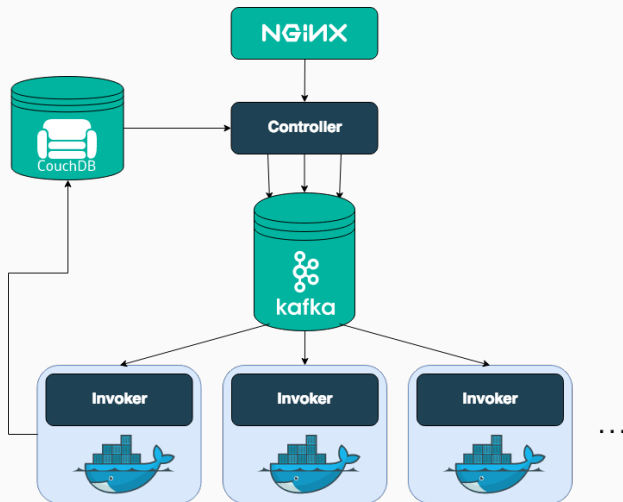 NGINX
Controller
CouchDB
kafka
Invoker
Invoker
Invoker
...